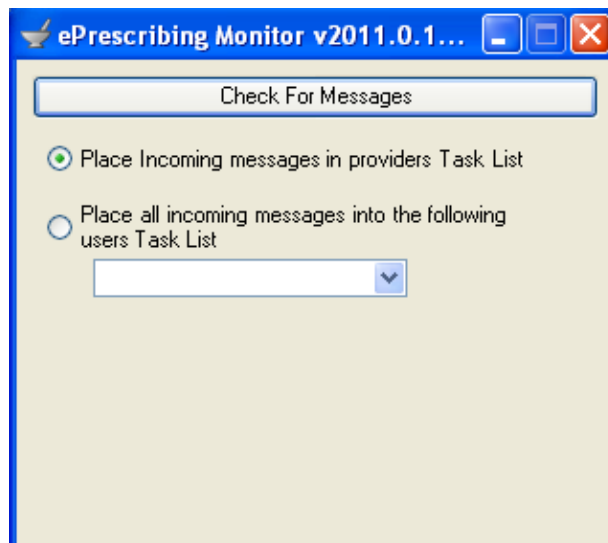 ePrescribing Monitor v2011.0.1...
Check For Messages
Place Incoming messages in providers Task List
Place all incoming messages into the following
users Task List